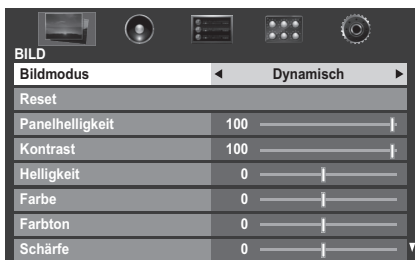 BILD
Bildmodus ◀ Dynamisch ▶
Reset
Panelhelligkeit 100
Kontrast 100
Helligkeit 0
Farbe 0
Farbton 0
Schärfe 0